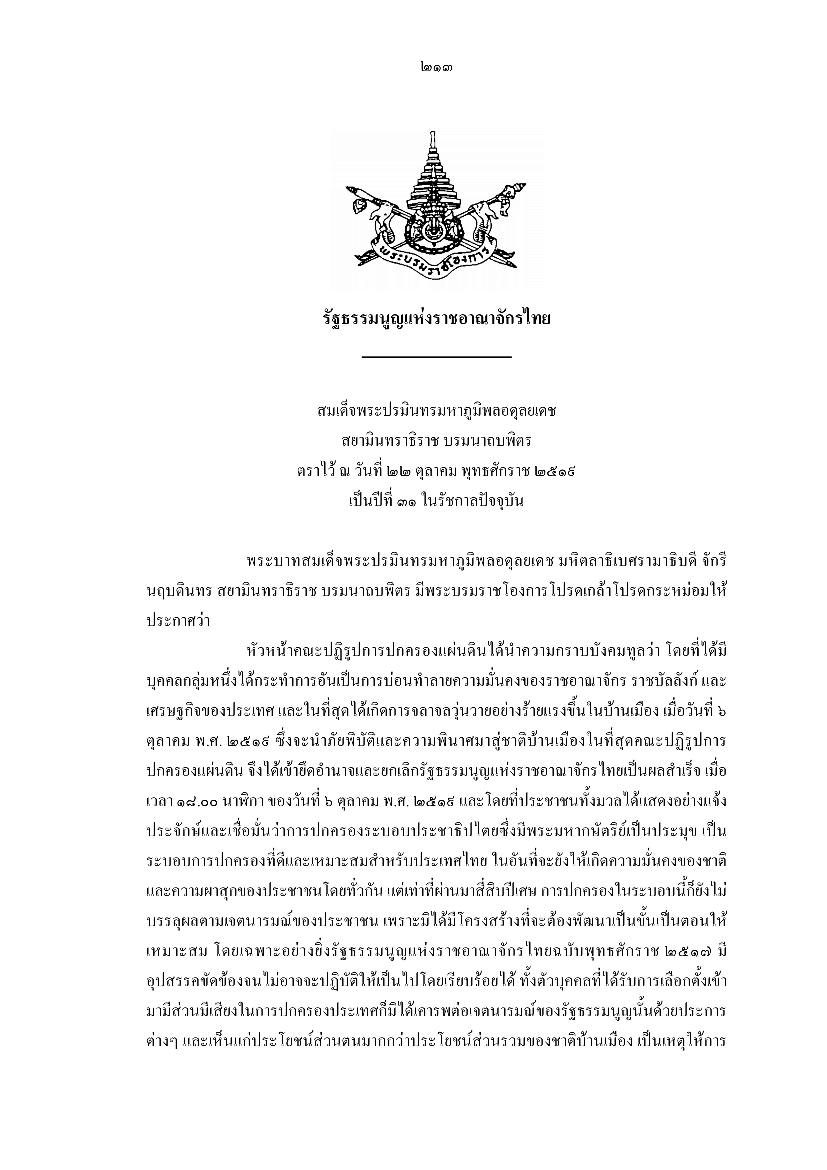 ๒๑๓
พระบรมราชโองการ
รัฐธรรมนูญแห่งราชอาณาจักรไทย
สมเด็จพระปรมินทรมหาภูมิพลอดุลยเดช
สยามินทราธิราช บรมนาถบพิตร
ตราไว้ ณ วันที่ ๒๒ ตุลาคม พุทธศักราช ๒๕๑๙
เป็นปีที่ ๓๑ ในรัชกาลปัจจุบัน
พระบาทสมเด็จพระปรมินทรมหาภูมิพลอดุลยเดช มหิตลาธิเบศรามาธิบดี จักรี
นฤบดินทร สยามินทราธิราช บรมนาถบพิตร มีพระบรมราชโองการโปรดเกล้าโปรดกระหม่อมให้
ประกาศว่า
หัวหน้าคณะปฏิรูปการปกครองแผ่นดินได้นำความกราบบังคมทูลว่า โดยที่ได้มี
บุคคลกลุ่มหนึ่งได้กระทำการอันเป็นการบ่อนทำลายความมั่นคงของราชอาณาจักร ราชบัลลังก์ และ
เศรษฐกิจของประเทศ และในที่สุดได้เกิดการจลาจลวุ่นวายอย่างร้ายแรงขึ้นในบ้านเมือง เมื่อวันที่ ๖
ตุลาคม พ.ศ. ๒๕๑๙ ซึ่งจะนำภัยพิบัติและความพินาศมาสู่ชาติบ้านเมืองในที่สุดคณะปฏิรูปการ
ปกครองแผ่นดิน จึงได้เข้ายึดอำนาจและยกเลิกรัฐธรรมนูญแห่งราชอาณาจักรไทยเป็นผลสำเร็จ เมื่อ
เวลา ๑๘.๐๐ นาฬิกา ของวันที่ ๖ ตุลาคม พ.ศ. ๒๕๑๙ และโดยที่ประชาชนทั้งมวลได้แสดงอย่างแจ้ง
ประจักษ์และเชื่อมั่นว่าการปกครองระบอบประชาธิปไตยซึ่งมีพระมหากษัตริย์เป็นประมุข เป็น
ระบอบการปกครองที่ดีและเหมาะสมสำหรับประเทศไทย ในอันที่จะยังให้เกิดความมั่นคงของชาติ
และความผาสุกของประชาชนโดยทั่วกัน แต่เท่าที่ผ่านมาสี่สิบปีเศษ การปกครองในระบอบนี้ก็ยังไม่
บรรลุผลตามเจตนารมณ์ของประชาชน เพราะมิได้มีโครงสร้างที่จะต้องพัฒนาเป็นขั้นเป็นตอนให้
เหมาะสม โดยเฉพาะอย่างยิ่งรัฐธรรมนูญแห่งราชอาณาจักรไทยฉบับพุทธศักราช ๒๕๑๗ มี
อุปสรรคขัดข้องจนไม่อาจจะปฏิบัติให้เป็นไปโดยเรียบร้อยได้ ทั้งตัวบุคคลที่ได้รับการเลือกตั้งเข้า
มามีส่วนมีเสียงในการปกครองประเทศก็มิได้เคารพต่อเจตนารมณ์ของรัฐธรรมนูญนั้นด้วยประการ
ต่างๆ และเห็นแก่ประโยชน์ส่วนตนมากกว่าประโยชน์ส่วนรวมของชาติบ้านเมือง เป็นเหตุให้การ